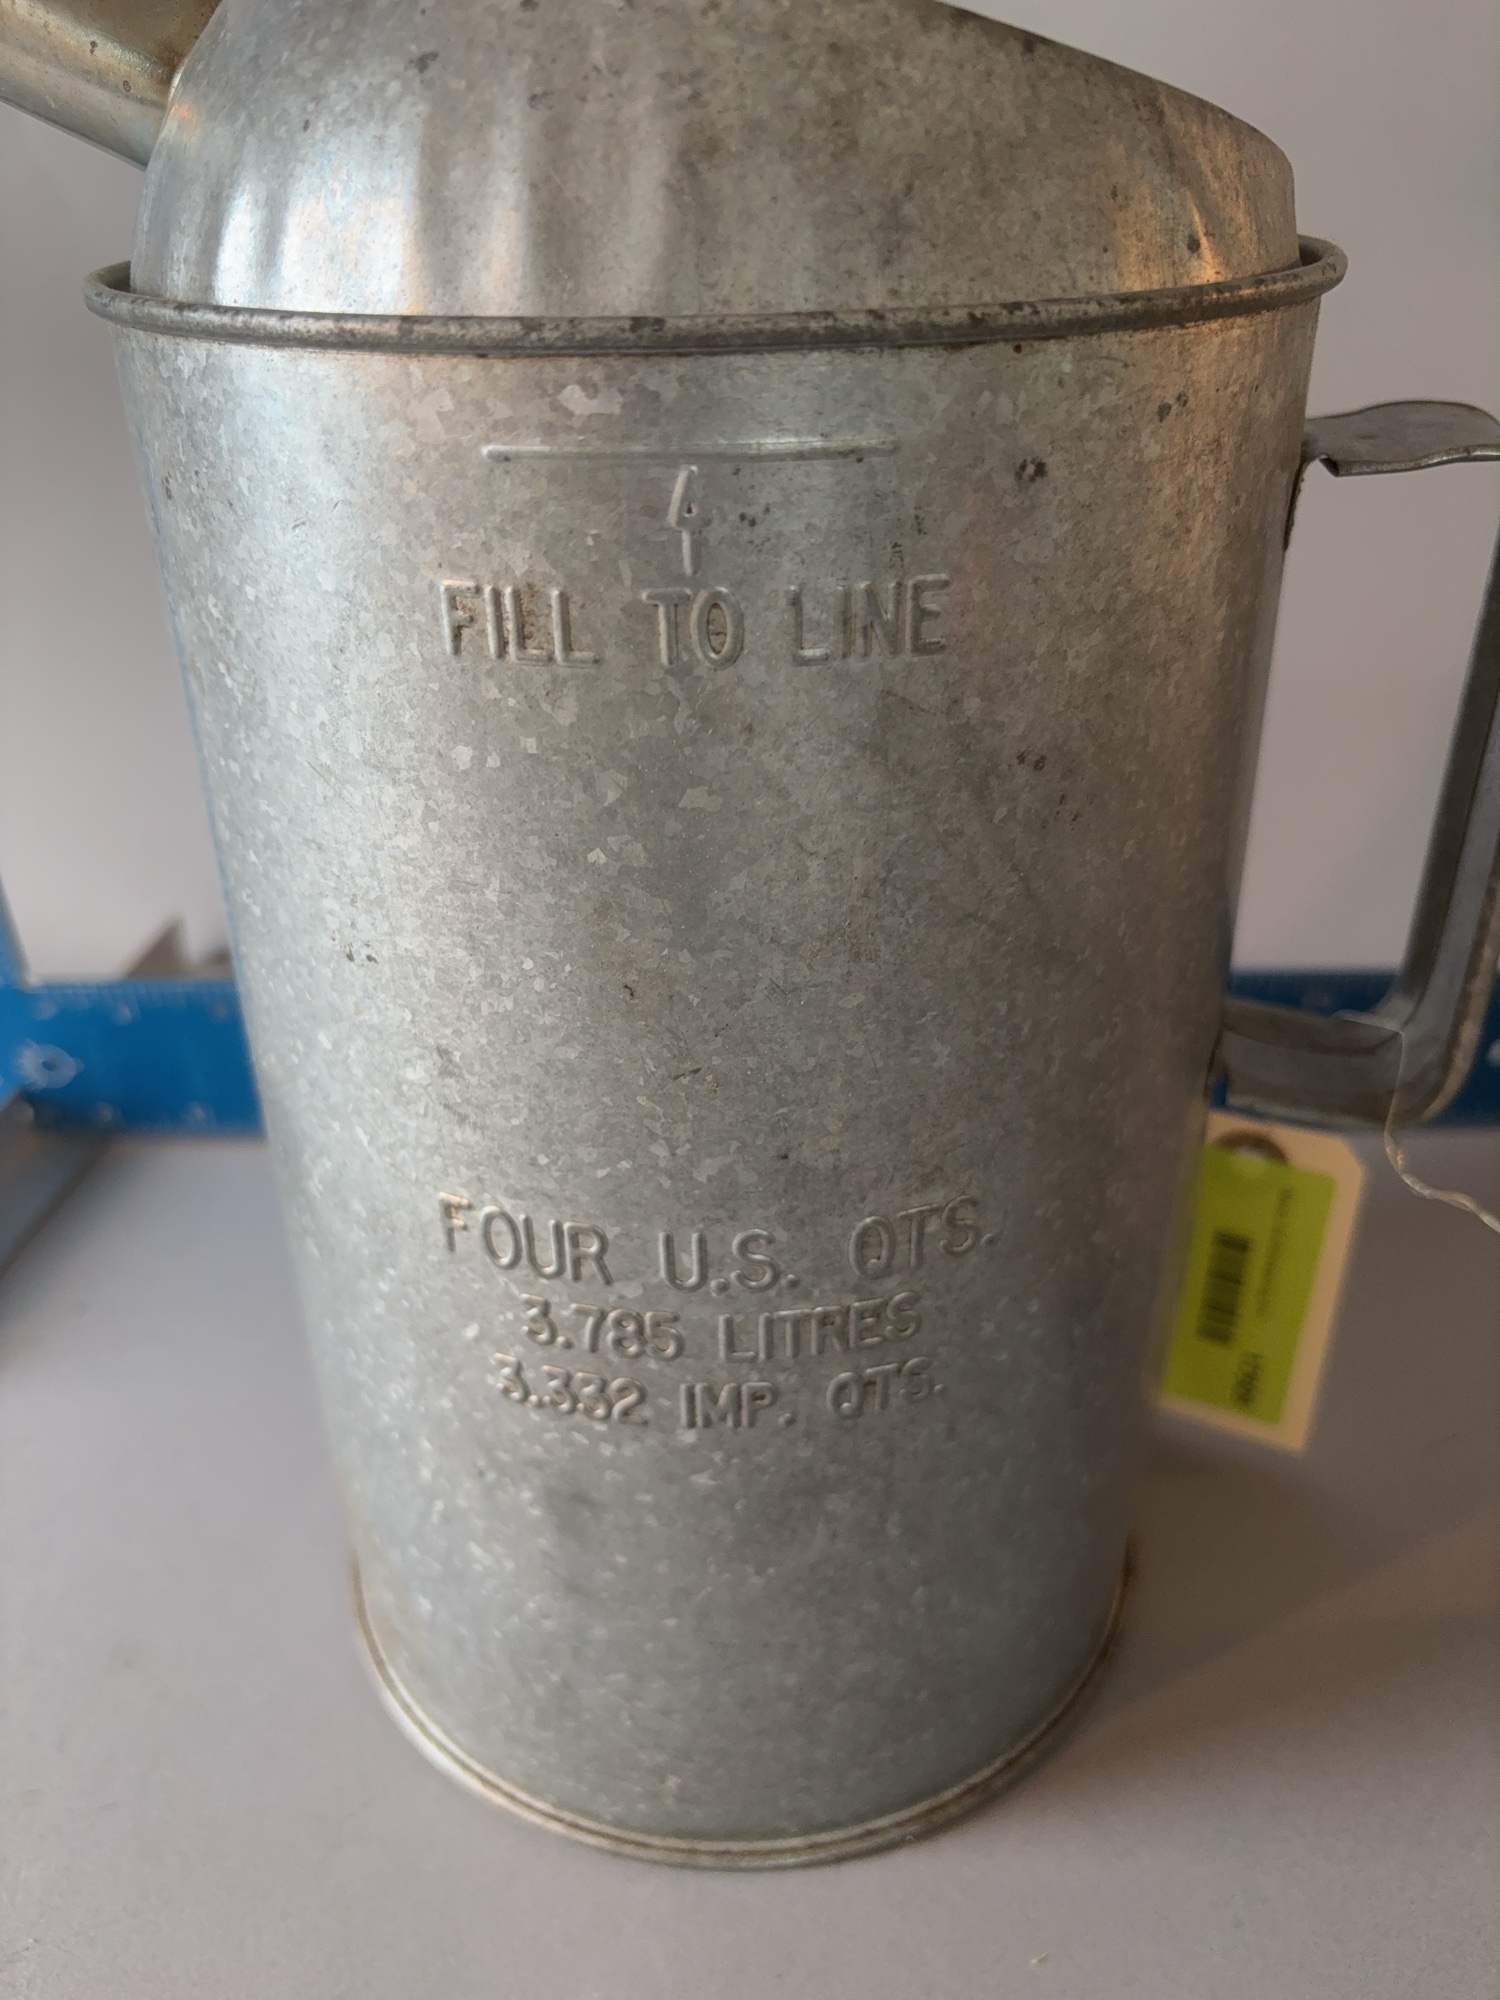 4
FILL TO LINE
FOUR U.S. QTS.
3.785 LITRES
3.332 IMP. QTS.